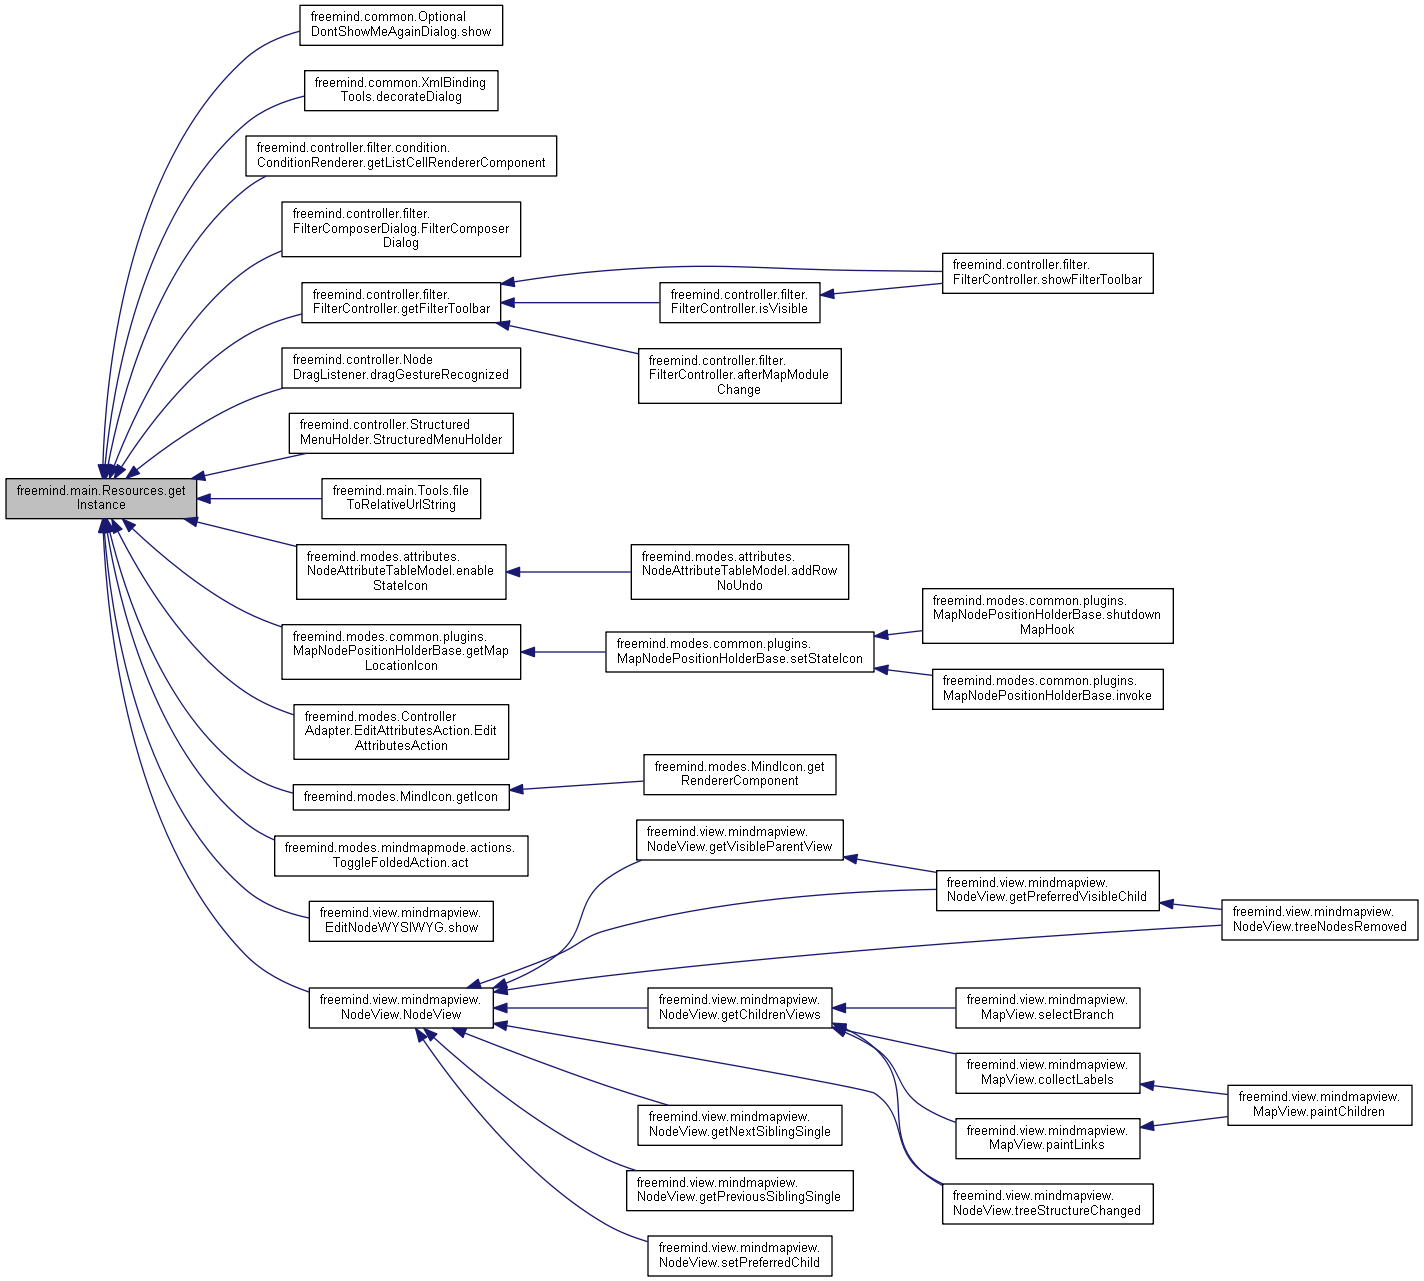 freemind.common.Optional
DontShowMeAgainDialog.show
freemind.common.XmlBinding
Tools.decorateDialog
freemind.controller.filter.condition.
ConditionRenderer.getListCellRendererComponent
freemind.controller.filter.
FilterComposerDialog.FilterComposer
Dialog
freemind.controller.filter.
FilterController.getFilterToolbar
freemind.controller.filter.
FilterController.isVisible
freemind.controller.filter.
FilterController.showFilterToolbar
freemind.controller.filter.
FilterController.afterMapModule
Change
freemind.controller.Node
DragListener.dragGestureRecognized
freemind.controller.Structured
MenuHolder.StructuredMenuHolder
freemind.main.Resources.get
Instance
freemind.main.Tools.file
ToRelativeUrlString
freemind.modes.attributes.
NodeAttributeTableModel.enable
StateIcon
freemind.modes.attributes.
NodeAttributeTableModel.addRow
NoUndo
freemind.modes.common.plugins.
MapNodePositionHolderBase.getMap
LocationIcon
freemind.modes.common.plugins.
MapNodePositionHolderBase.setStateIcon
freemind.modes.common.plugins.
MapNodePositionHolderBase.shutdown
MapHook
freemind.modes.common.plugins.
MapNodePositionHolderBase.invoke
freemind.modes.Controller
Adapter.EditAttributesAction.Edit
AttributesAction
freemind.modes.MindIcon.getIcon
freemind.modes.MindIcon.get
RendererComponent
freemind.modes.mindmapmode.actions.
ToggleFoldedAction.act
freemind.view.mindmapview.
EditNodeWYSIWYG.show
freemind.view.mindmapview.
NodeView.NodeView
freemind.view.mindmapview.
NodeView.getVisibleParentView
freemind.view.mindmapview.
NodeView.getPreferredVisibleChild
freemind.view.mindmapview.
NodeView.treeNodesRemoved
freemind.view.mindmapview.
NodeView.getChildrenViews
freemind.view.mindmapview.
MapView.selectBranch
freemind.view.mindmapview.
MapView.collectLabels
freemind.view.mindmapview.
MapView.paintChildren
freemind.view.mindmapview.
MapView.paintLinks
freemind.view.mindmapview.
NodeView.getNextSiblingSingle
freemind.view.mindmapview.
NodeView.getPreviousSiblingSingle
freemind.view.mindmapview.
NodeView.treeStructureChanged
freemind.view.mindmapview.
NodeView.setPreferredChild